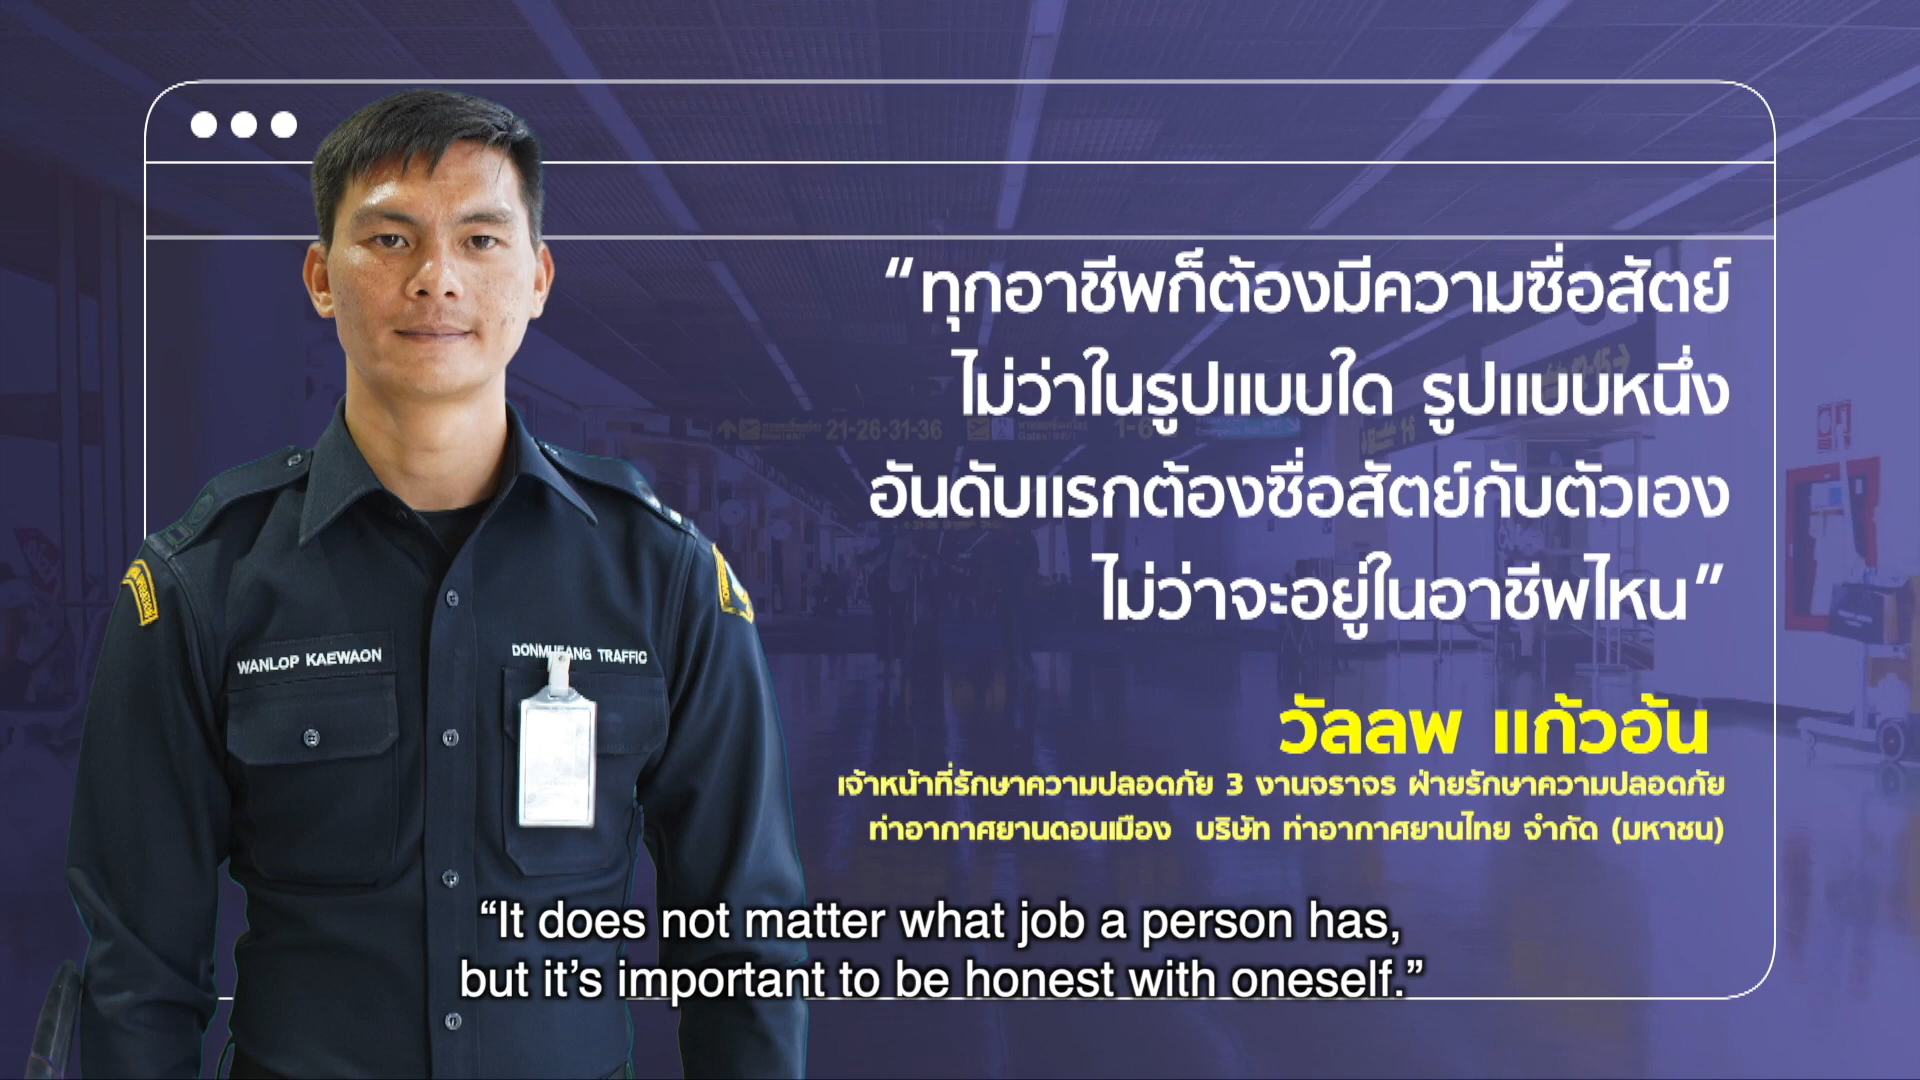 “ทุกอาชีพก็ต้องมีความซื่อสัตย์
ไม่ว่าในรูปแบบใด รูปแบบหนึ่ง
21-26•31-36
อันดับแรกต้องซื่อสัตย์กับตัวเอง
ไม่ว่าจะอยู่ในอาชีพไหน”
WANLOP KAEWAON
DONMUEANG TRAFFIC
วัลลพ แก้วอ้น
เจ้าหน้าที่รักษาความปลอดภัย 3 งานจราจร ฝ่ายรักษาความปลอดภัย
ท่าอากาศยานดอนเมือง บริษัท ท่าอากาศยานไทย จำกัด (มหาชน)
“It does not matter what job a person has,
but it’s important to be honest with oneself.”